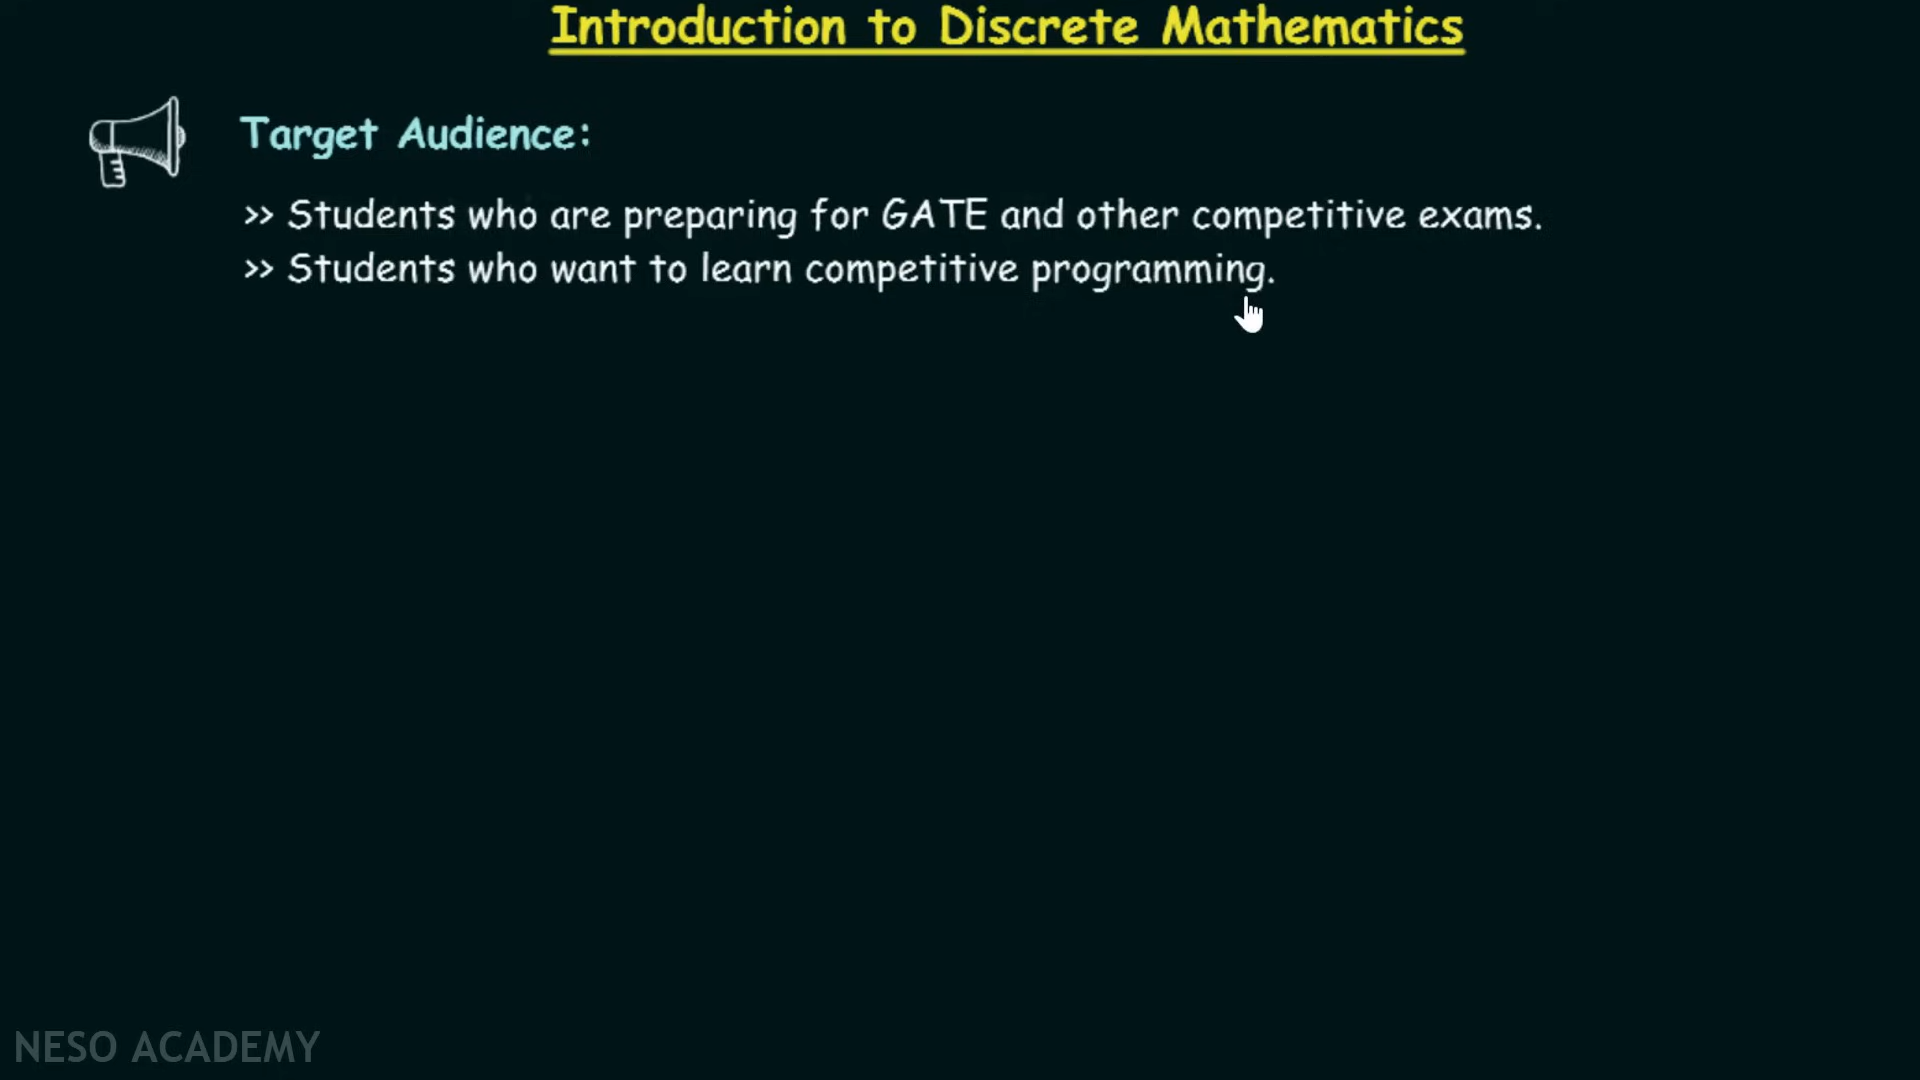 Introduction to Discrete Mathematics
Target Audience:
>> Students who are preparing for GATE and other competitive exams.
>> Students who want to learn competitive programming.
NESO ACADEMY